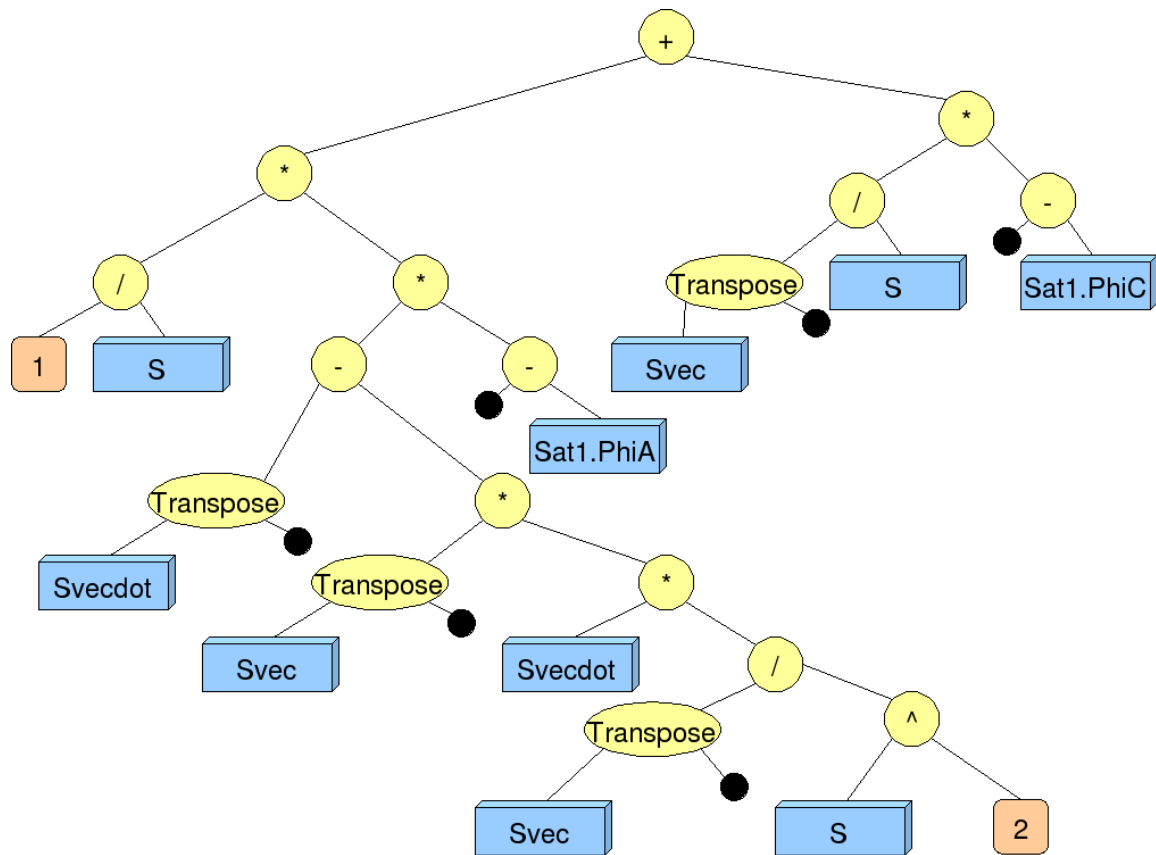 +
*
*
/
-
/
*
Transpose
S
Sat1.PhiC
1
S
-
-
Svec
Sat1.PhiA
Transpose
*
Svecdot
Transpose
*
Svec
Svecdot
/
Transpose
^
Svec
S
2